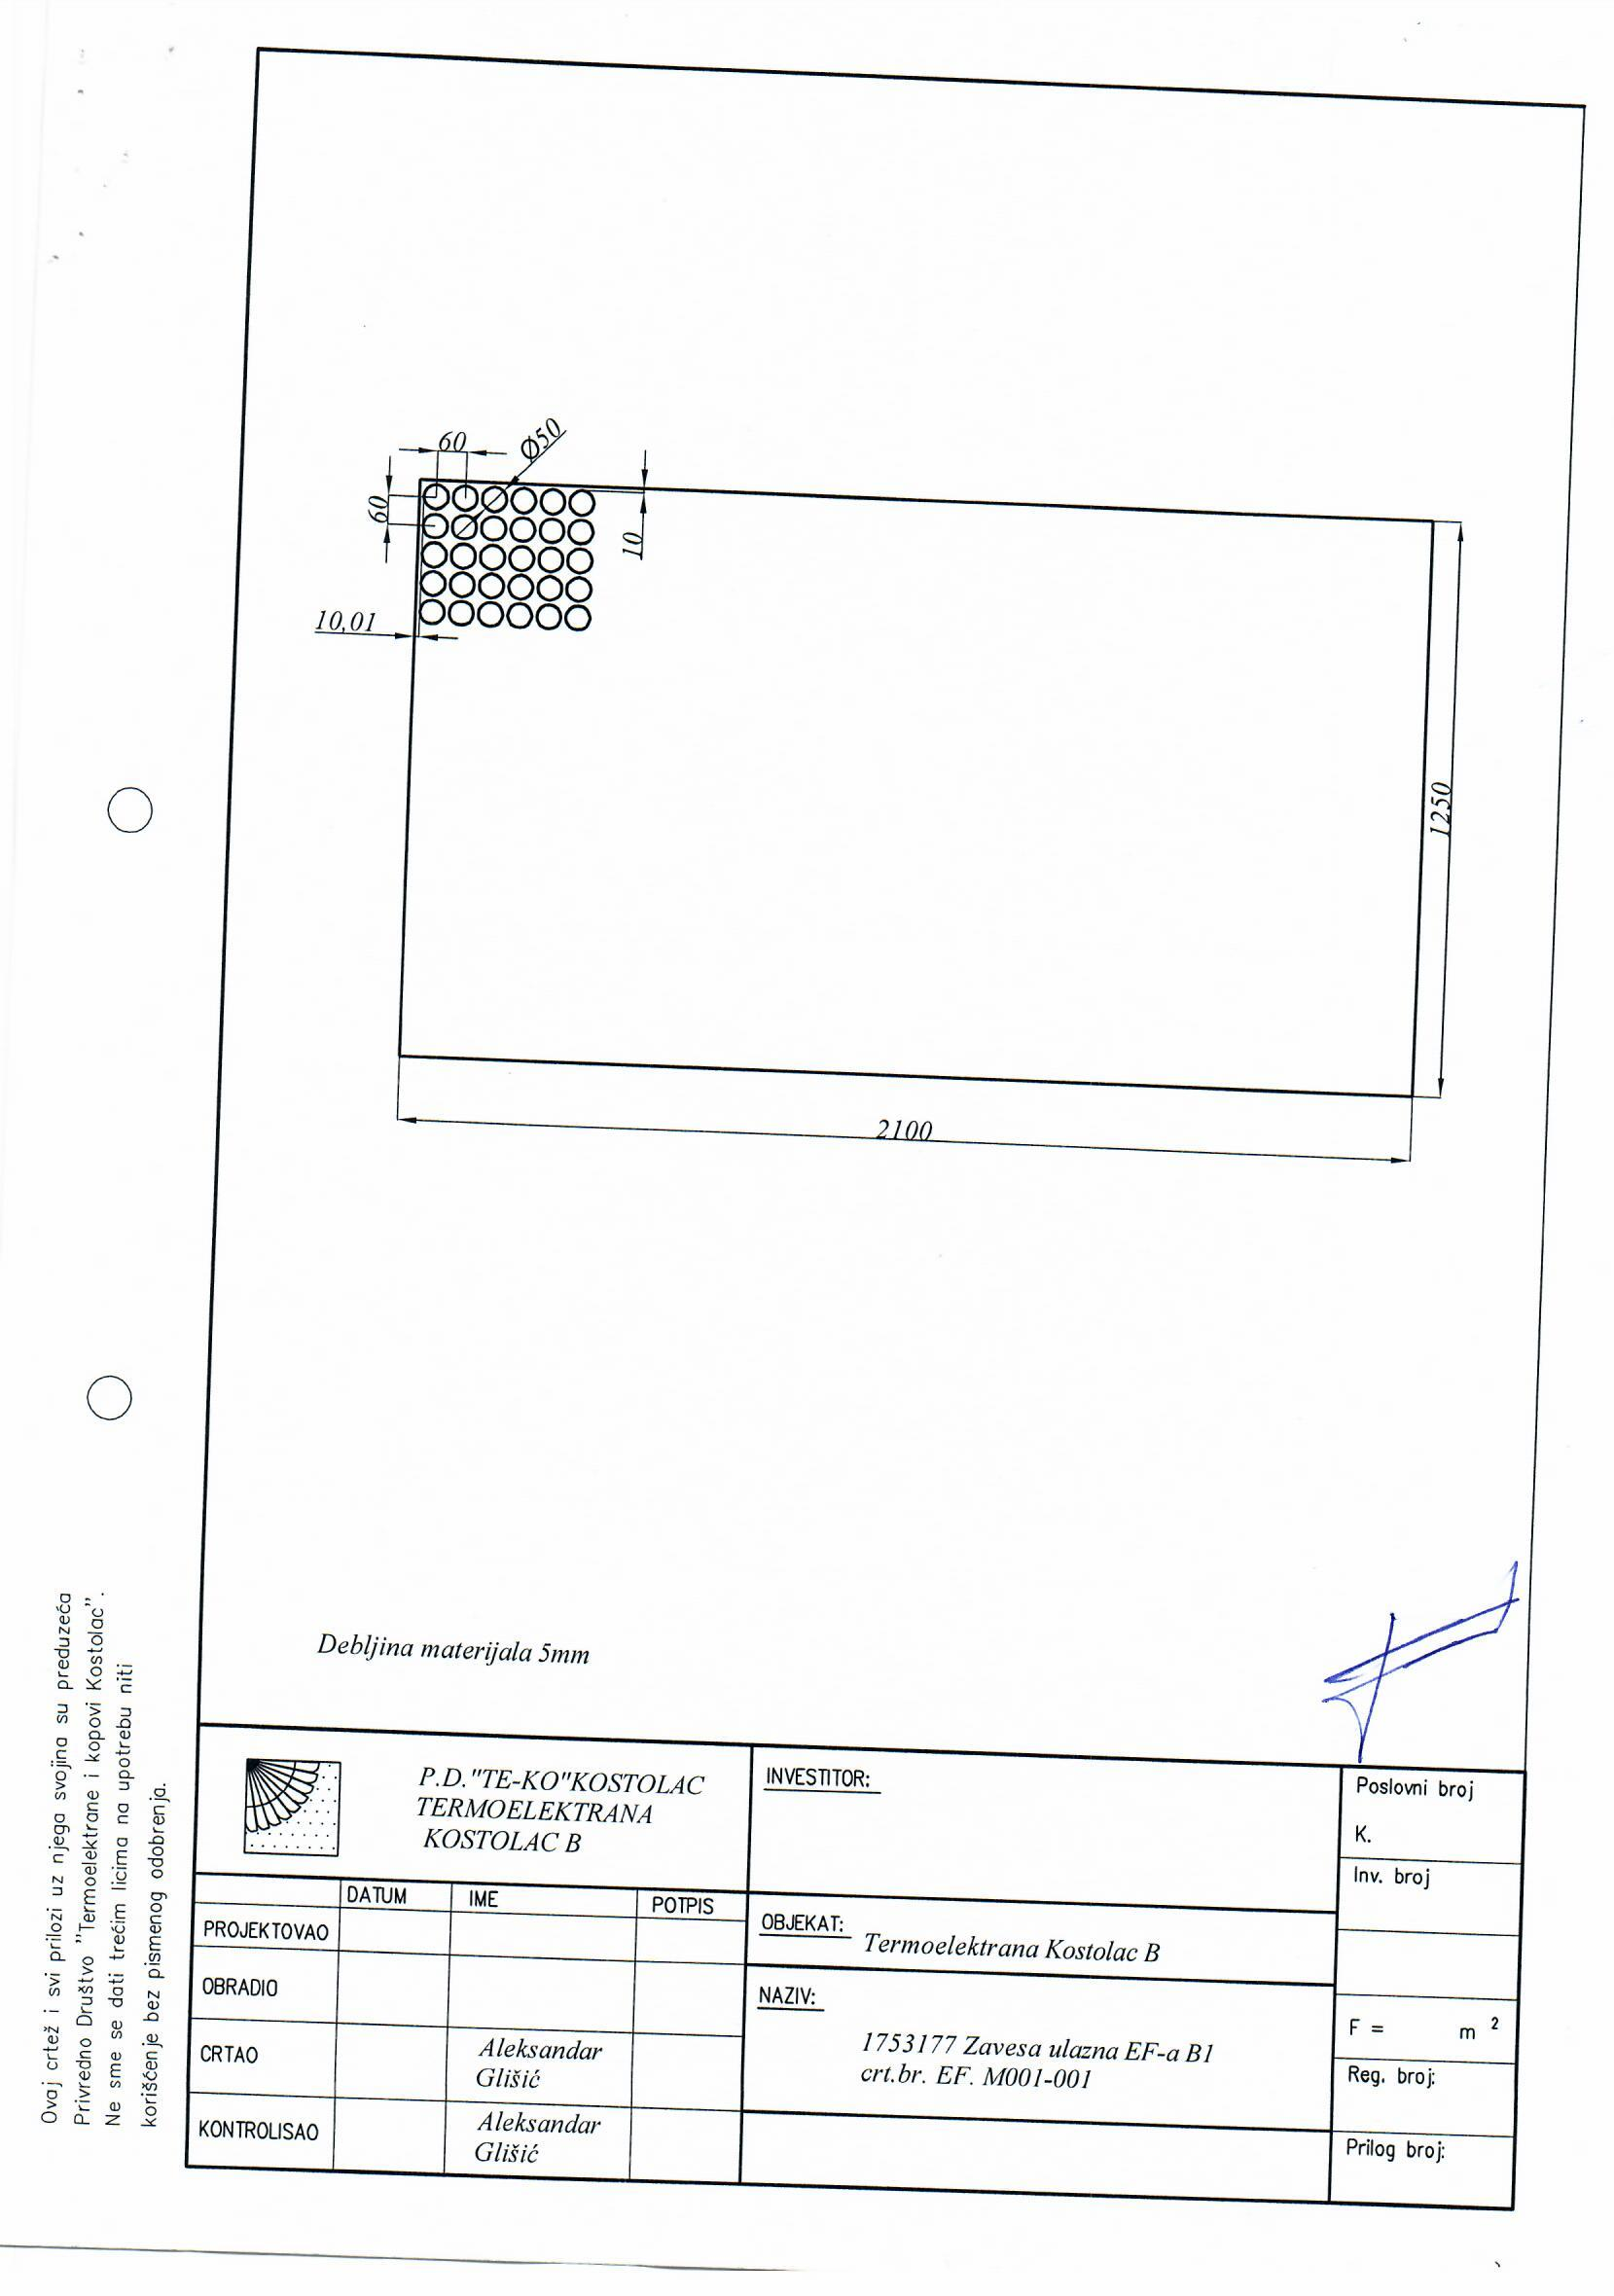 60
Ø50
60
10
10,01
1250
2100
Debljina materijala 5mm
Ovaj crtež i svi prilozi uz njega svojina su preduzeća
Privredno Društvo "Termoelektrane i kopovi Kostolac".
Ne sme se dati trećim licima na upotrebu niti
korišćenje bez pismenog odobrenja.
P.D."TE-KO"KOSTOLAC
TERMOELEKTRANA
KOSTOLAC B
INVESTITOR:
Poslovni broj
K.
Inv. broj
DATUM
IME
POTPIS
PROJEKTOVAO
OBRADIO
CRTAO
Aleksandar
Glišić
KONTROLISAO
Aleksandar
Glišić
OBJEKAT:
Termoelektrana Kostolac B
NAZIV:
1753177 Zavesa ulazna EF-a B1
crt.br. EF. M001-001
F = m 2
Reg. broj:
Prilog broj: